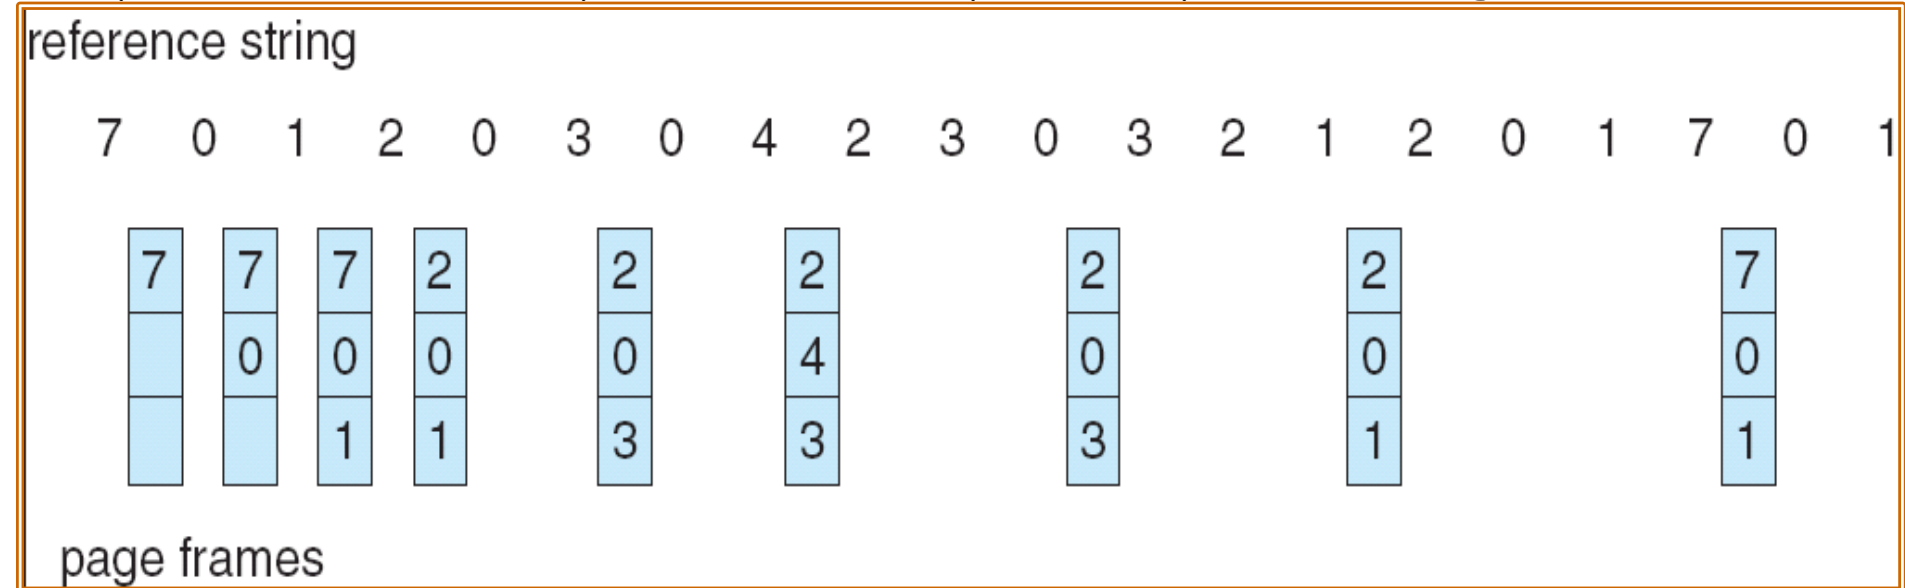 reference string
7 0 1 2 0 3 0 4 2 3 0 3 2 1 2 0 1 7 0 1
7 7 7 2 2 2 2 2 7
0 0 0 0 4 0 0 0
1 1 3 3 3 1 1
page frames